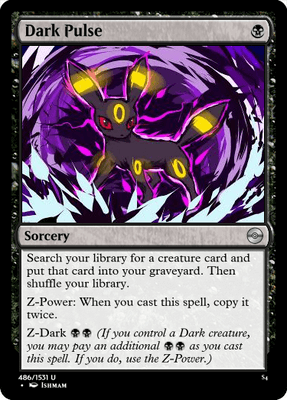 Dark Pulse
Sorcery
Search your library for a creature card and
put that card into your graveyard. Then
shuffle your library.
Z-Power: When you cast this spell, copy it
twice.
Z-Dark (If you control a Dark creature,
you may pay an additional as you cast
this spell. If you do, use the Z-Power.)
486/1531 U
S4
• Ishmam